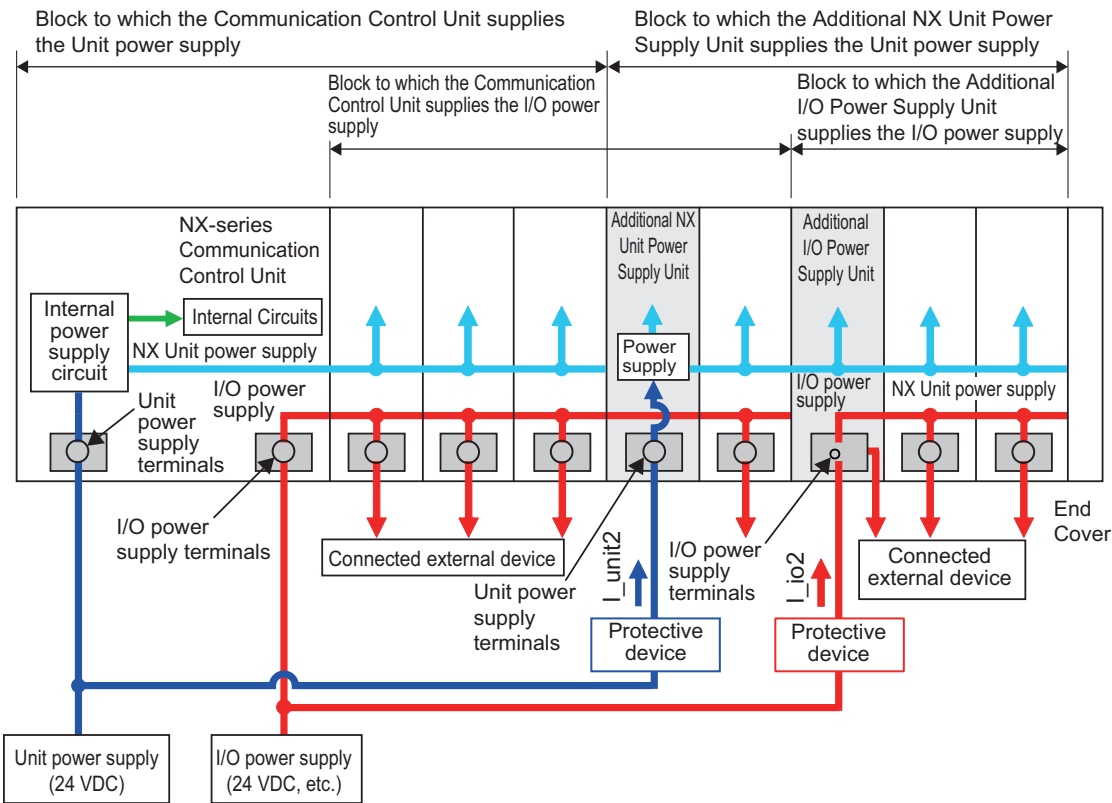 Block to which the Communication Control Unit supplies
the Unit power supply
Block to which the Additional NX Unit Power
Supply Unit supplies the Unit power supply
Block to which the Communication
Control Unit supplies the I/O power
supply
Block to which the Additional
I/O Power Supply Unit
supplies the I/O power supply
NX-series
Communication
Control Unit
Additional NX
Unit Power
Supply Unit
Additional
I/O Power
Supply Unit
Internal
power
supply
circuit
Internal Circuits
NX Unit power supply
Power
supply
I/O power
supply
I/O power
supply
NX Unit power supply
Unit
power
supply
terminals
I/O power
supply terminals
Connected external device
Unit power
supply
terminals
I_unit2
I/O power
supply
terminals
I_io2
Connected
external device
End
Cover
Protective
device
Protective
device
Unit power supply
(24 VDC)
I/O power supply
(24 VDC, etc.)